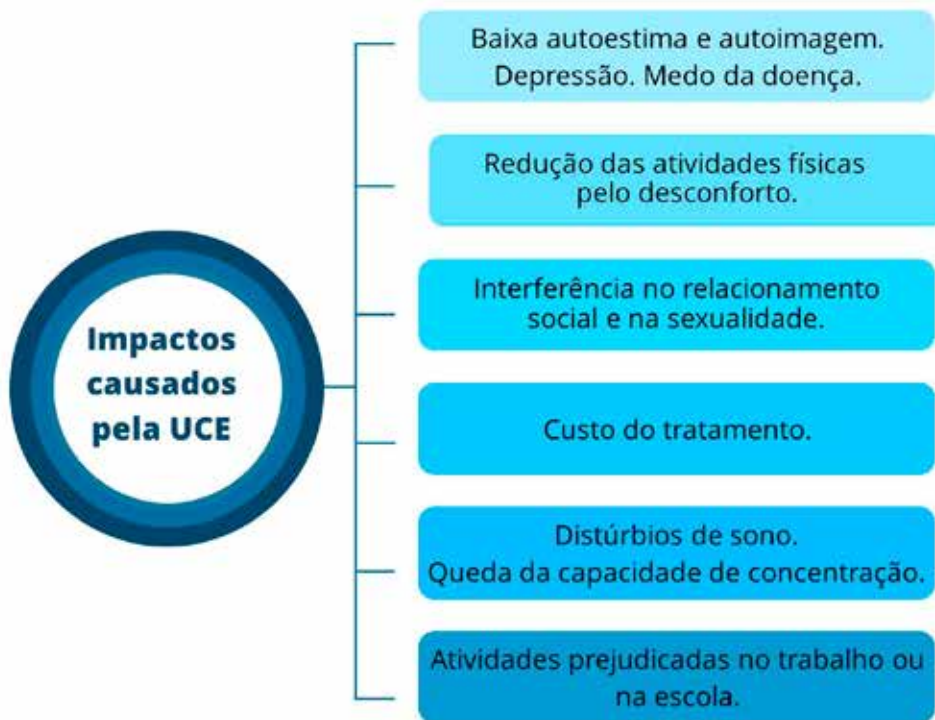 Impactos
causados
pela UCE
Baixa autoestima e autoimagem.
Depressão. Medo da doença.
Redução das atividades físicas
pelo desconforto.
Interferência no relacionamento
social e na sexualidade.
Custo do tratamento.
Distúrbios de sono.
Queda da capacidade de concentração.
Atividades prejudicadas no trabalho ou
na escola.